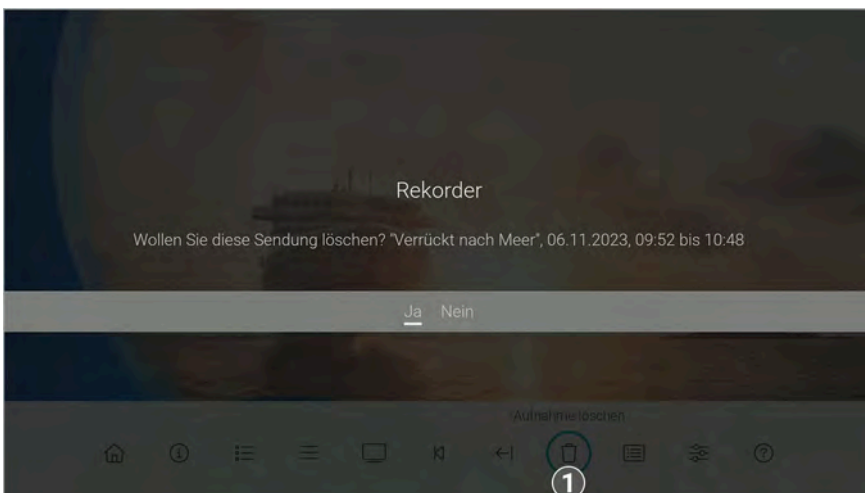 Rekorder
Wollen Sie diese Sendung löschen? "Verrückt nach Meer", 06.11.2023, 09:52 bis 10:48
Ja Nein
Aufnahme löschen
1